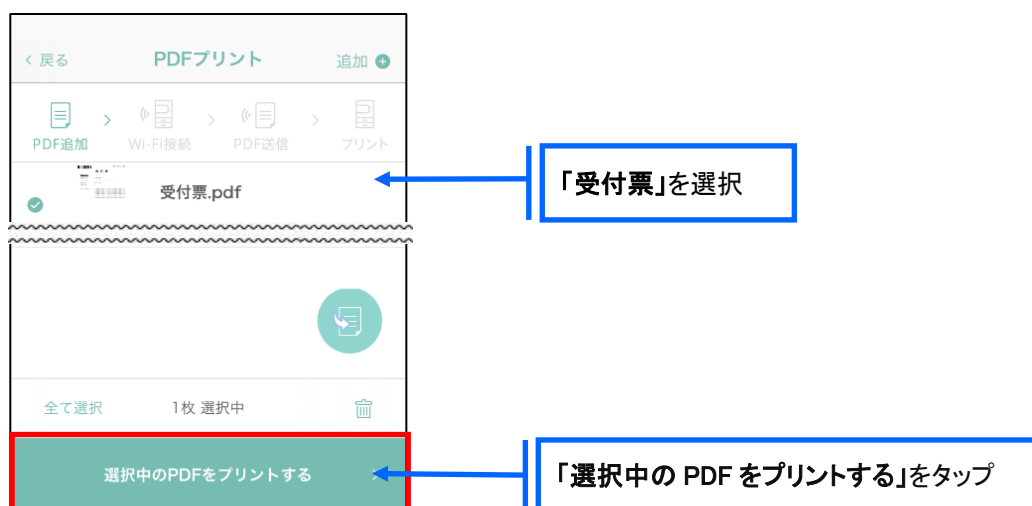 戻る PDFプリント 追加
PDF追加 Wi-Fi接続 PDF送信 プリント
受付票.pdf
「受付票」を選択
全て選択 1枚 選択中
選択中のPDFをプリントする
「選択中の PDF をプリントする」をタップ